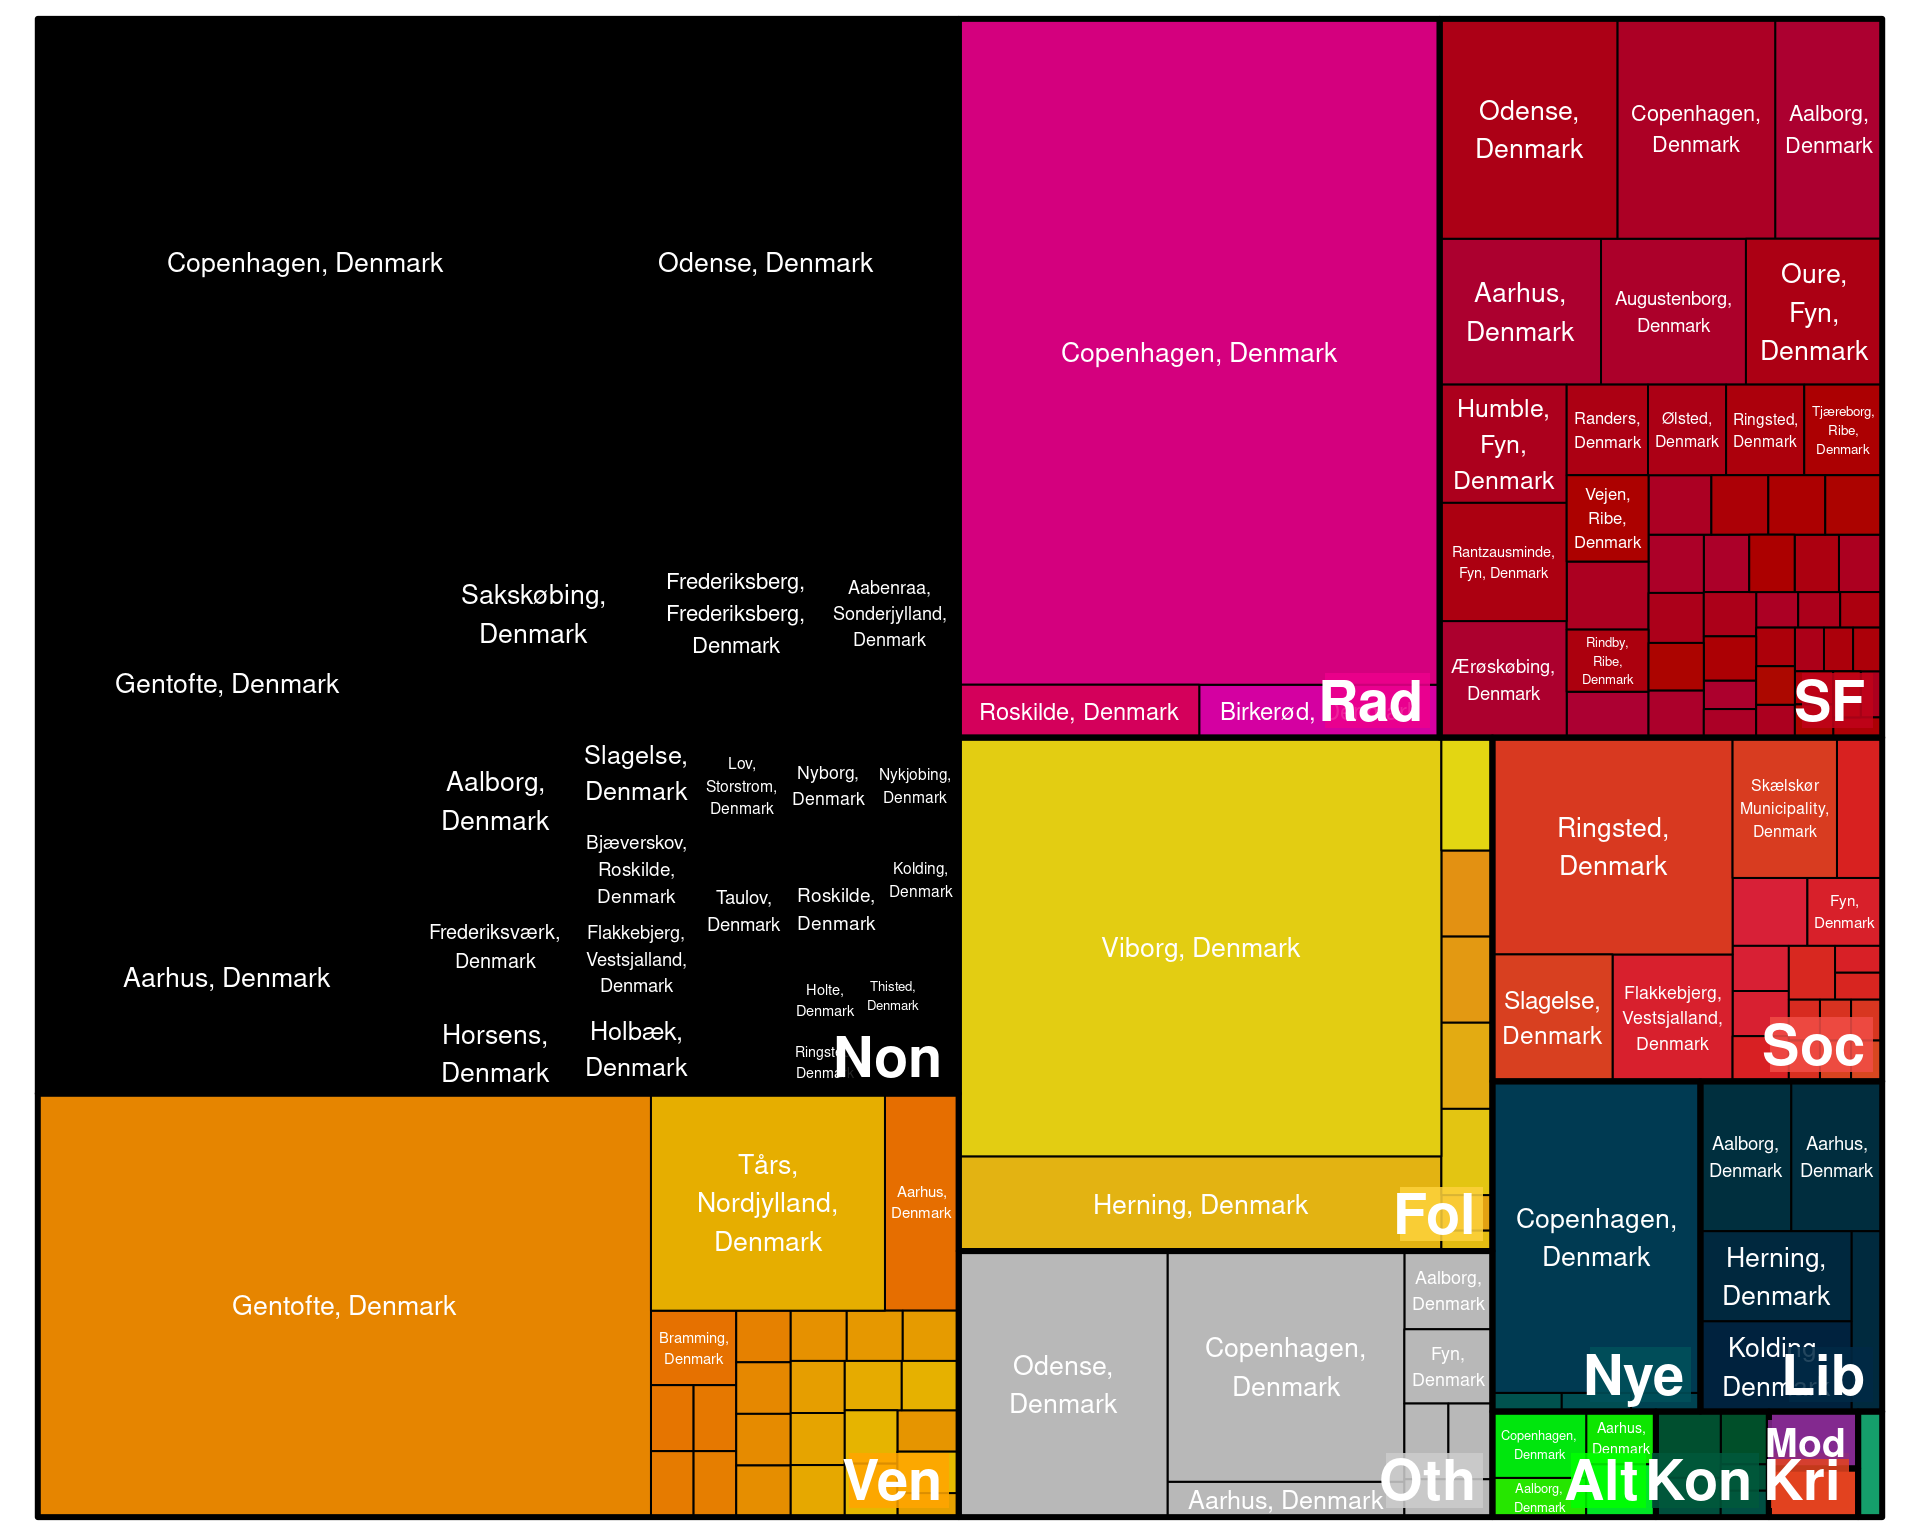 Copenhagen, Denmark
Odense, Denmark
Gentofte, Denmark
Sakskøbing,
Denmark
Frederiksberg,
Frederiksberg,
Denmark
Aabenraa,
Sonderjylland,
Denmark
Aarhus, Denmark
Aalborg,
Denmark
Frederiksværk,
Denmark
Horsens,
Denmark
Slagelse,
Denmark
Bjæverskov,
Roskilde,
Denmark
Flakkebjerg,
Vestsjalland,
Denmark
Holbæk,
Denmark
Lov,
Storstrom,
Denmark
Taulov,
Denmark
Nyborg,
Denmark
Nykjobing,
Denmark
Roskilde,
Denmark
Kolding,
Denmark
Holte,
Denmark
Thisted,
Denmark
Non
Gentofte, Denmark
Tårs,
Nordjylland,
Denmark
Aarhus,
Denmark
Bramming,
Denmark
Ven
Copenhagen, Denmark
Roskilde, Denmark
Birkerød,
Rad
Odense,
Denmark
Copenhagen,
Denmark
Aalborg,
Denmark
Aarhus,
Denmark
Augustenborg,
Denmark
Oure,
Fyn,
Denmark
Humble,
Fyn,
Denmark
Rantzausminde,
Fyn, Denmark
Ærøskøbing,
Denmark
Randers,
Denmark
Ølsted,
Denmark
Ringsted,
Denmark
Tjæreborg,
Ribe,
Denmark
Vejen,
Ribe,
Denmark
Rindby,
Ribe,
Denmark
SF
Viborg, Denmark
Herning, Denmark
Fol
Odense,
Denmark
Copenhagen,
Denmark
Aarhus, Denmark
Aalborg,
Denmark
Fyn,
Denmark
Oth
Ringsted,
Denmark
Slagelse,
Denmark
Flakkebjerg,
Vestsjalland,
Denmark
Skælskør
Municipality,
Denmark
Fyn,
Denmark
Soc
Copenhagen,
Denmark
Nye
Aalborg,
Denmark
Aarhus,
Denmark
Herning,
Denmark
Kolding,
Lib
Copenhagen,
Denmark
Aalborg,
Denmark
Aarhus,
Denmark
Alt
Kon
Mod
Kri